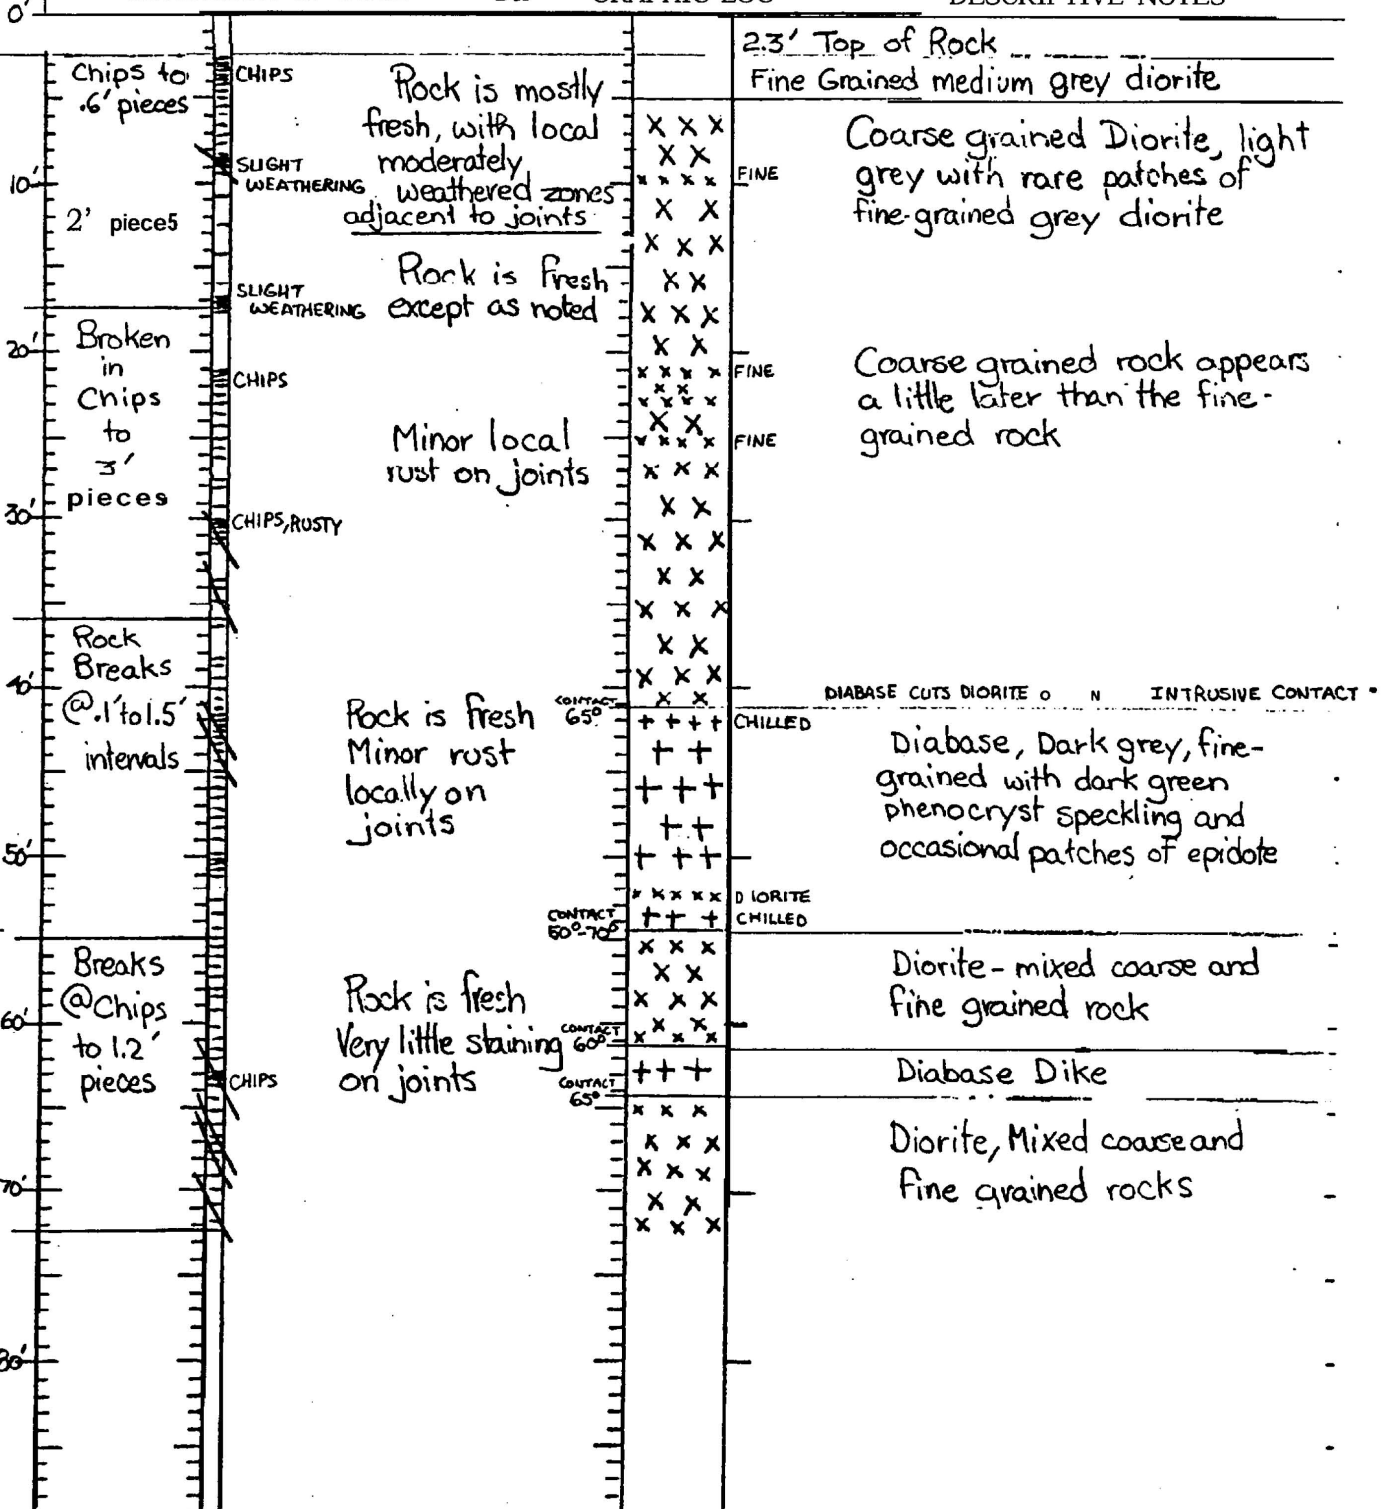 0'
GRAPHIC LOG
DESCRIPTIVE NOTES
2.3' Top of Rock
Chips to
.6' pieces
CHIPS
Rock is mostly
fresh, with local
moderately
weathered zones
adjacent to joints
Fine Grained medium grey diorite
Coarse grained Diorite, light
grey with rare patches of
fine-grained grey diorite
SLIGHT
WEATHERING
10'
FINE
2' pieces
Rock is fresh
except as noted
SLIGHT
WEATHERING
Broken
in
Chips
to
3'
pieces
20'
CHIPS
FINE
Coarse grained rock appears
a little later than the fine-
grained rock
Minor local
rust on joints
FINE
30'
CHIPS, RUSTY
Rock
Breaks
@.1' to 1.5'
intervals
40'
Rock is fresh
Minor rust
locally on
joints
CONTACT
65°
DIABASE CUTS DIORITE o N INTRUSIVE CONTACT
CHILLED
Diabase, Dark grey, fine-
grained with dark green
phenocryst speckling and
occasional patches of epidote
50'
DIORITE
CONTACT
50°-70°
CHILLED
Breaks
@Chips
to 1.2'
pieces
Rock is fresh
Very little staining
on joints
Diorite - mixed coarse and
fine grained rock
60'
CONTACT
60°
CHIPS
CONTACT
65°
Diabase Dike
Diorite, Mixed coarse and
fine grained rocks
70'
80'